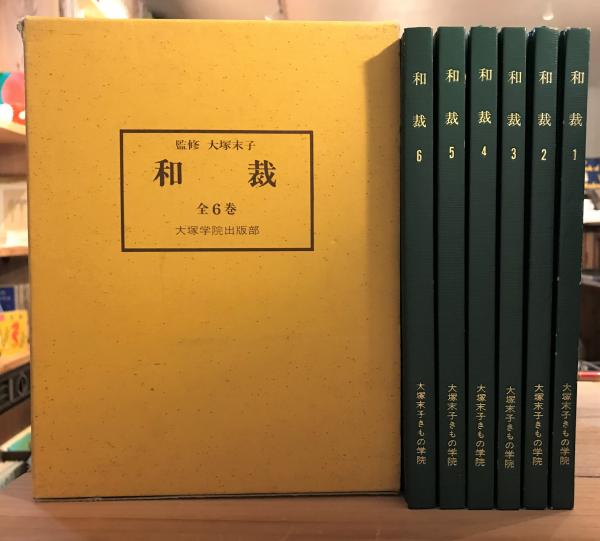 監修 大塚末子
和裁
全6巻
大塚学院出版部
和裁 6 大塚末子きもの学院
和裁 5 大塚末子きもの学院
和裁 4 大塚末子きもの学院
和裁 3 大塚末子きもの学院
和裁 2 大塚末子きもの学院
和裁 1 大塚末子きもの学院